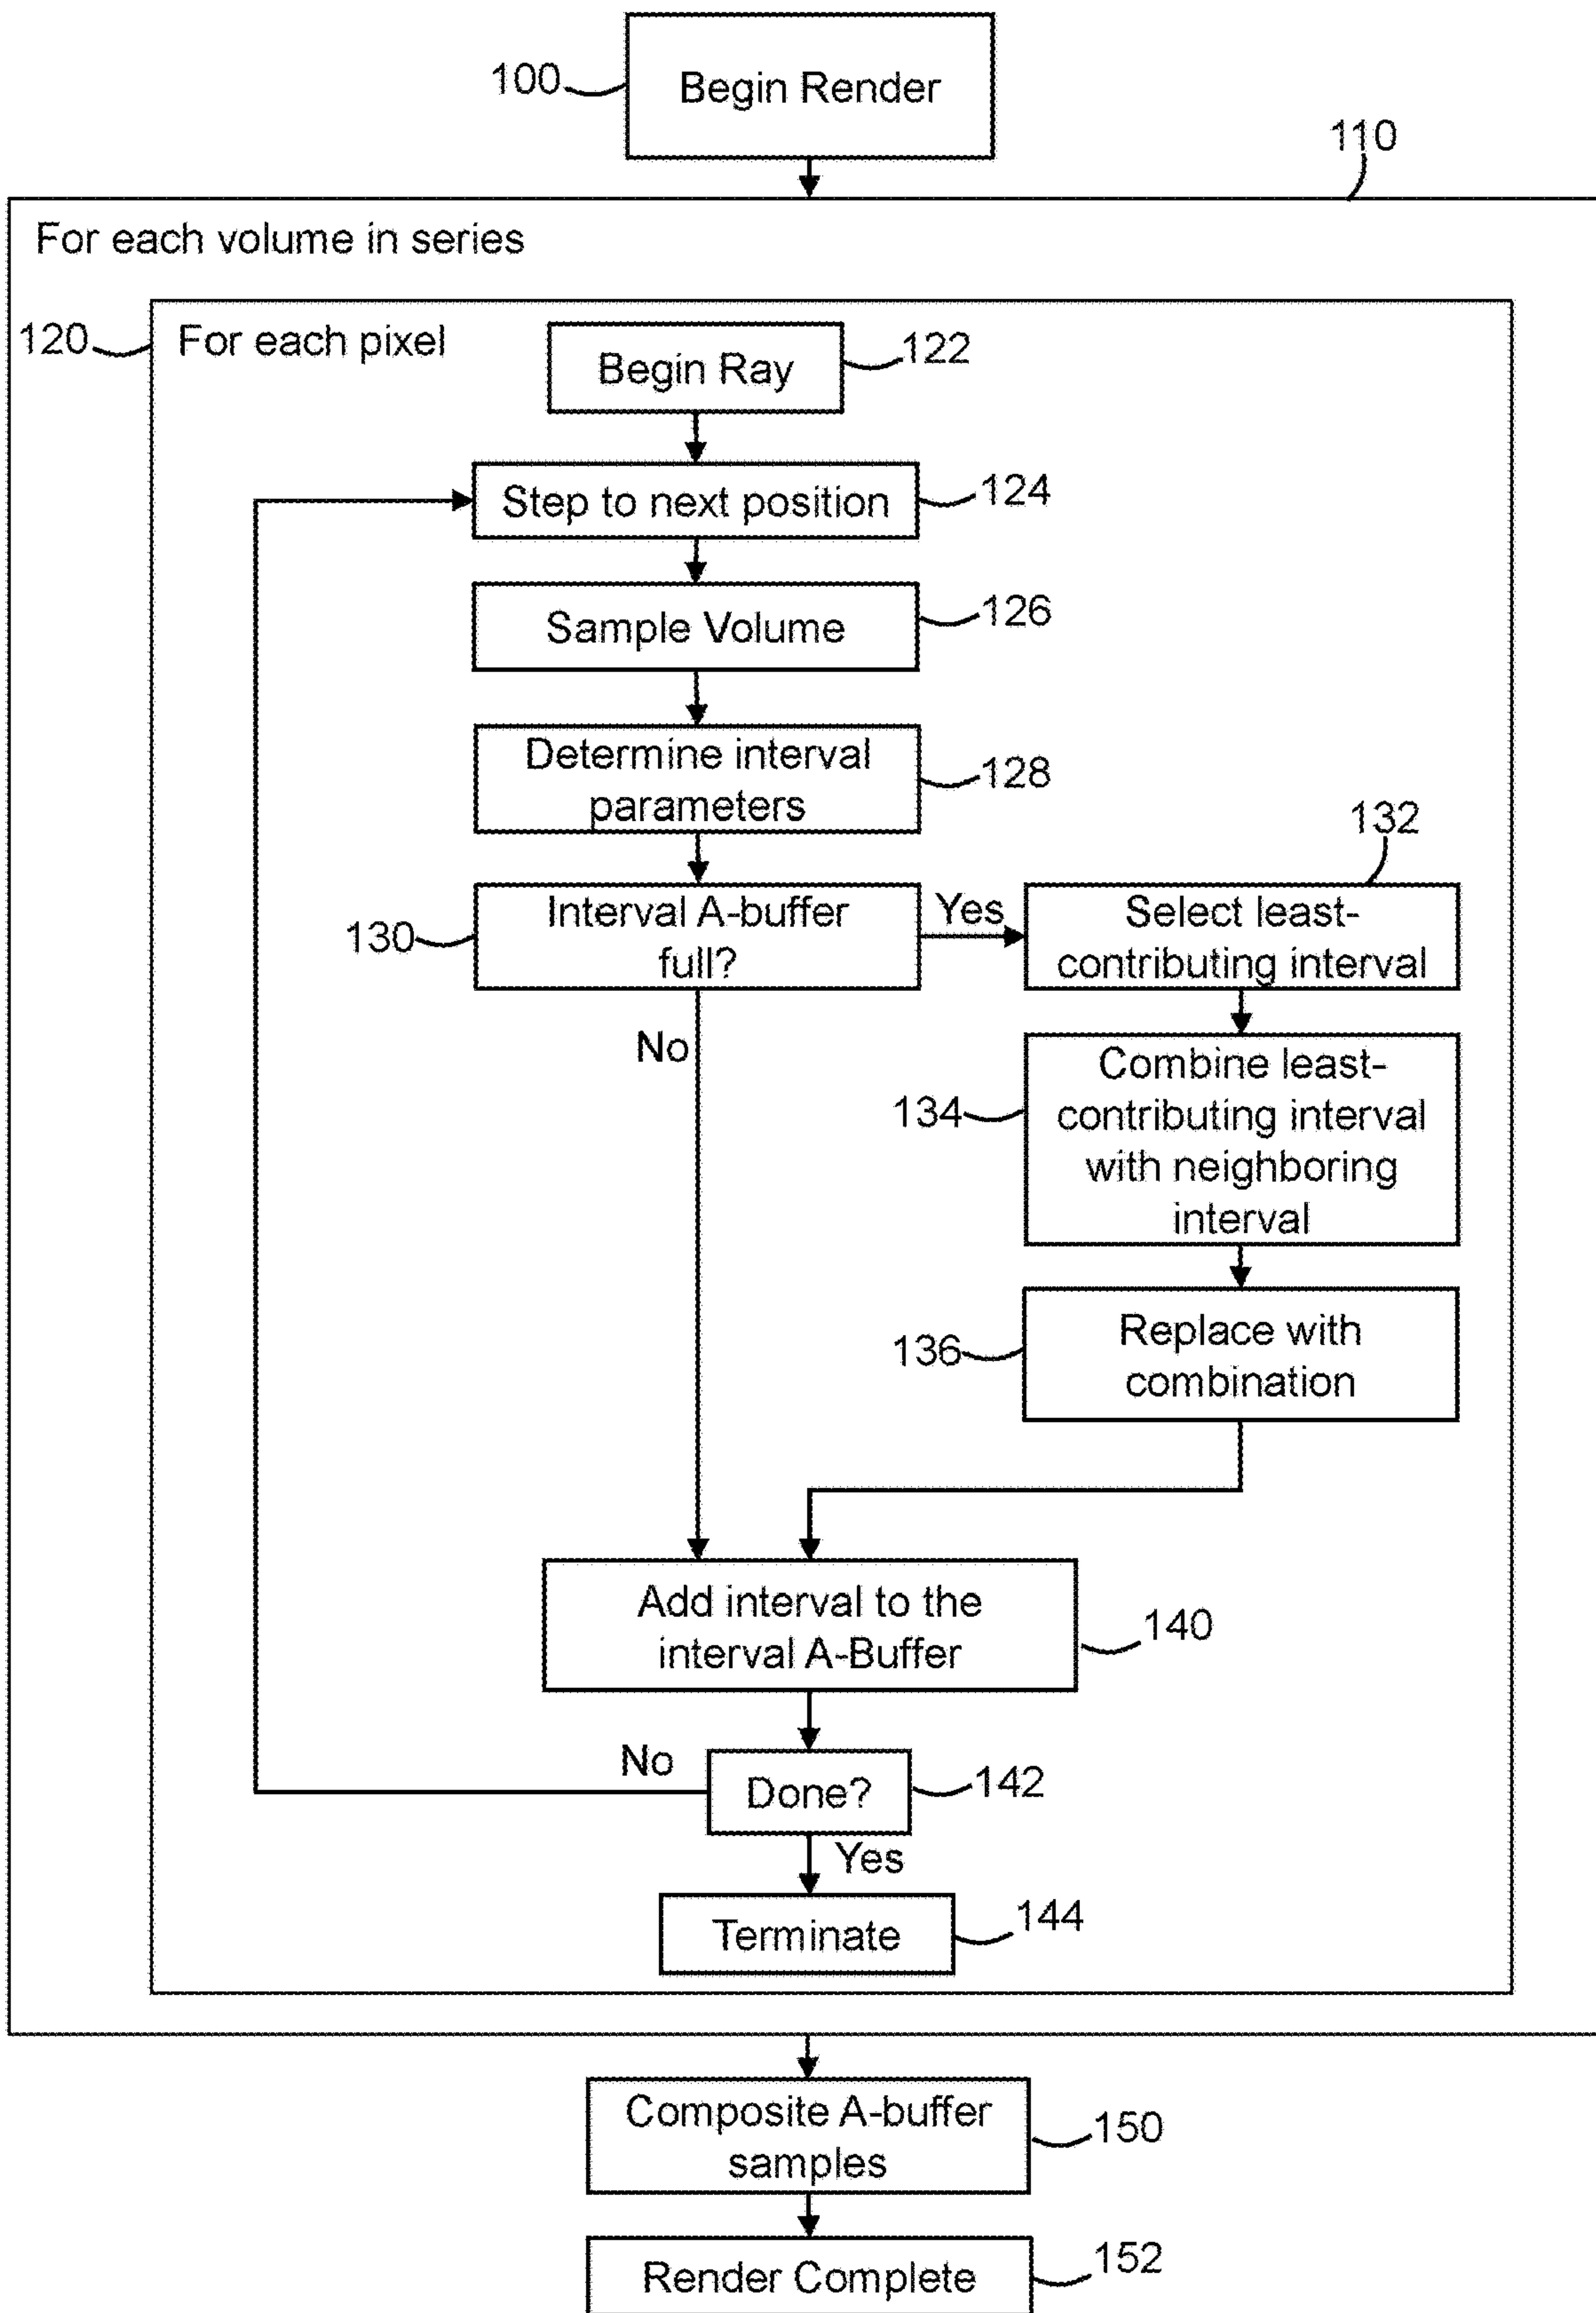 100
Begin Render
110
For each volume in series
120
For each pixel
Begin Ray
122
Step to next position
124
Sample Volume
126
Determine interval
parameters
128
132
130
Interval A-buffer
full?
Yes
Select least-
contributing interval
No
134
Combine least-
contributing interval
with neighboring
interval
136
Replace with
combination
Add interval to the
interval A-Buffer
140
No
Done?
142
Yes
Terminate
144
Composite A-buffer
samples
150
Render Complete
152